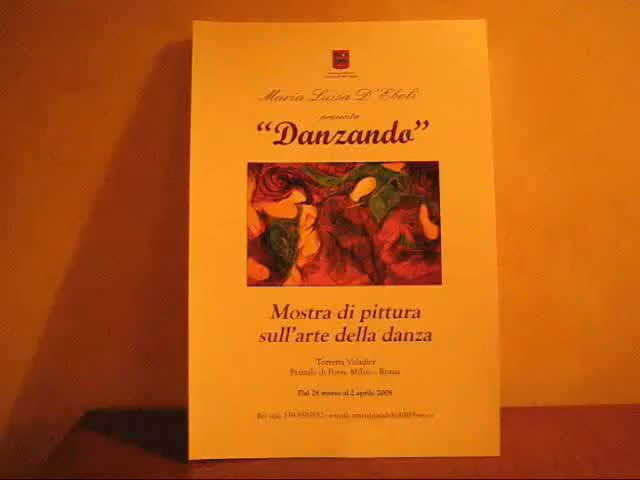 Maria Luisa D'Eboli
presenta
“Danzando”
Mostra di pittura
sull'arte della danza
Torretta Valadier
Piazzale di Ponte Milvio - Roma
Dal 28 marzo al 2 aprile 2008